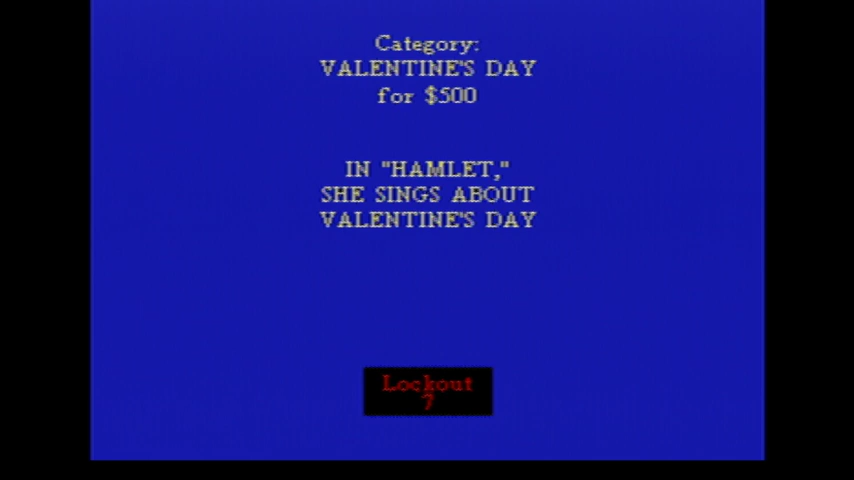 Category:
VALENTINE'S DAY
for $500
IN "HAMLET,"
SHE SINGS ABOUT
VALENTINE'S DAY
Lockout
7